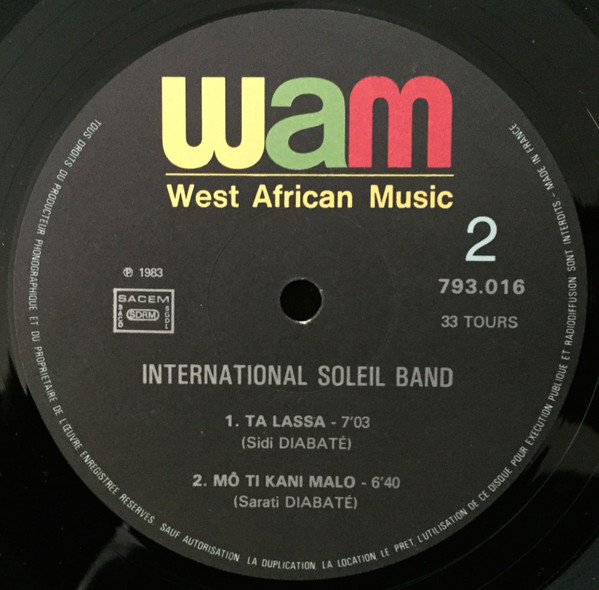 wam
West African Music
2
℗ 1983
793.016
SACEM
SACD
SDRM
SGDL
33 TOURS
INTERNATIONAL SOLEIL BAND
1. TA LASSA - 7'03
(Sidi DIABATÉ)
2. MÔ TI KANI MALO - 6'40
(Sarati DIABATÉ)
TOUS DROITS DU PRODUCTEUR PHONOGRAPHIQUE ET DU PROPRIETAIRE DE L'ŒUVRE ENREGISTREE RESERVES SAUF AUTORISATION LA DUPLICATION LA LOCATION, LE PRET, L'UTILISATION DE CE DISQUE POUR EXECUTION PUBLIQUE ET RADIODIFFUSION SONT INTERDITS - MADE IN FRANCE